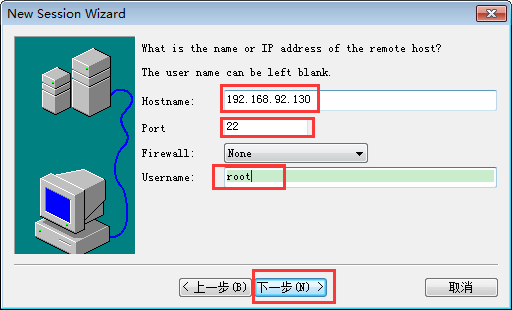 New Session Wizard
What is the name or IP address of the remote host?
The user name can be left blank.
Hostname: 192.168.92.130
Port 22
Firewall: None
Username: root
< 上一步(B) 下一步(N) > 取消